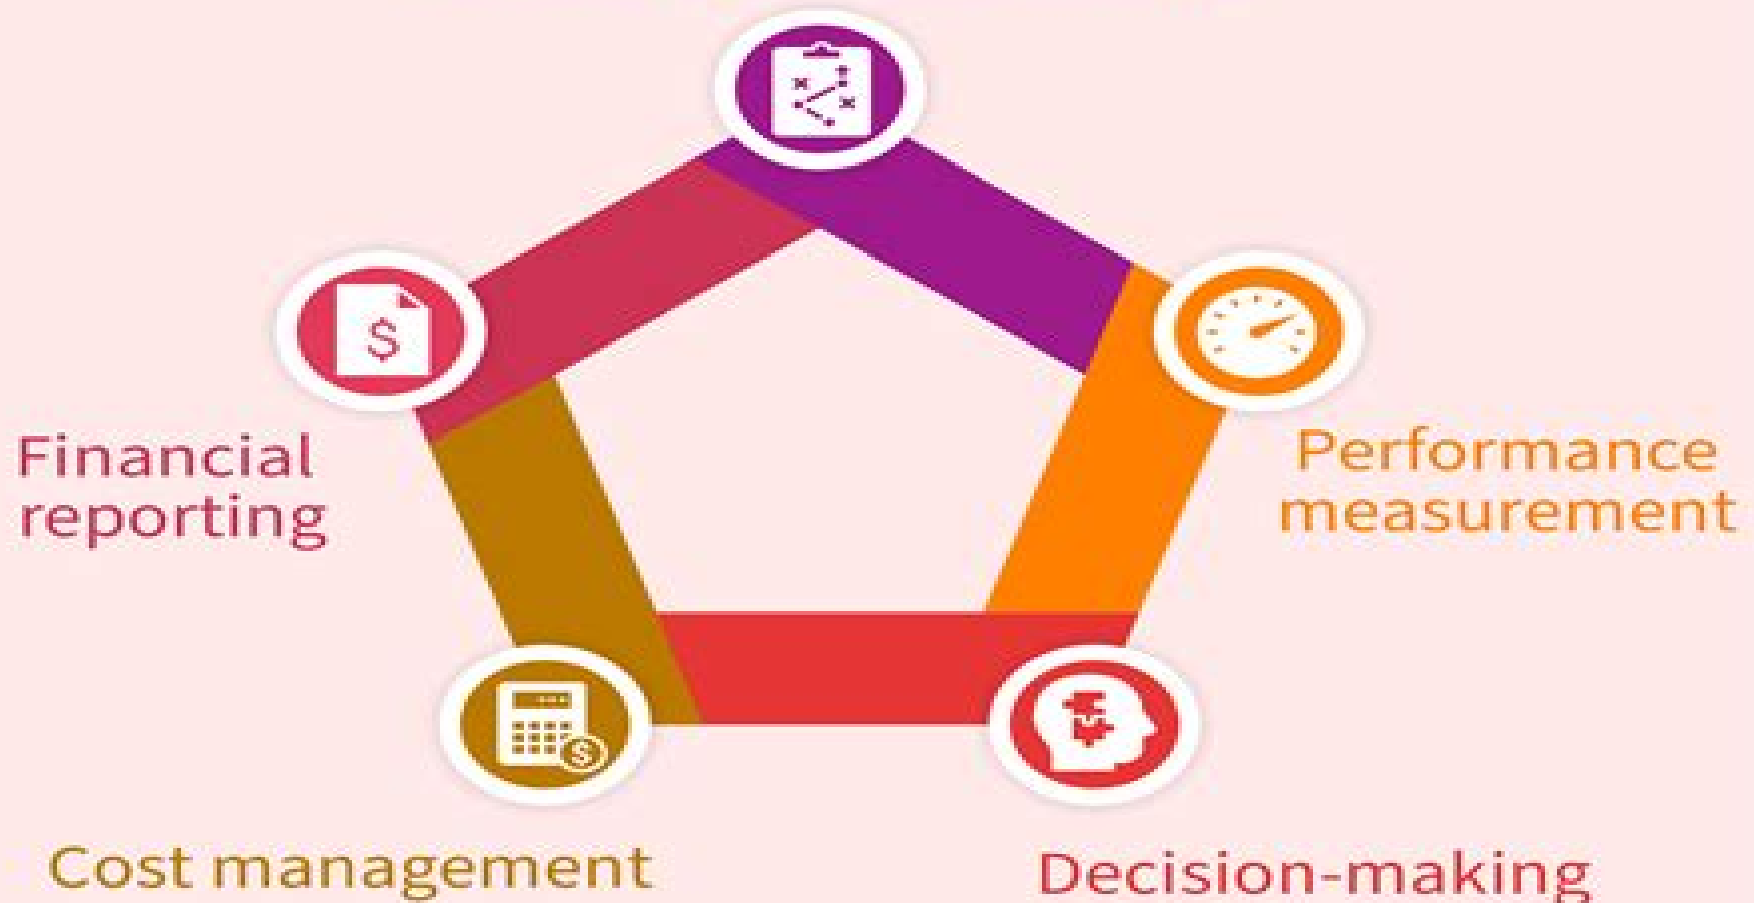 Financial
reporting
Performance
measurement
Cost management
Decision-making